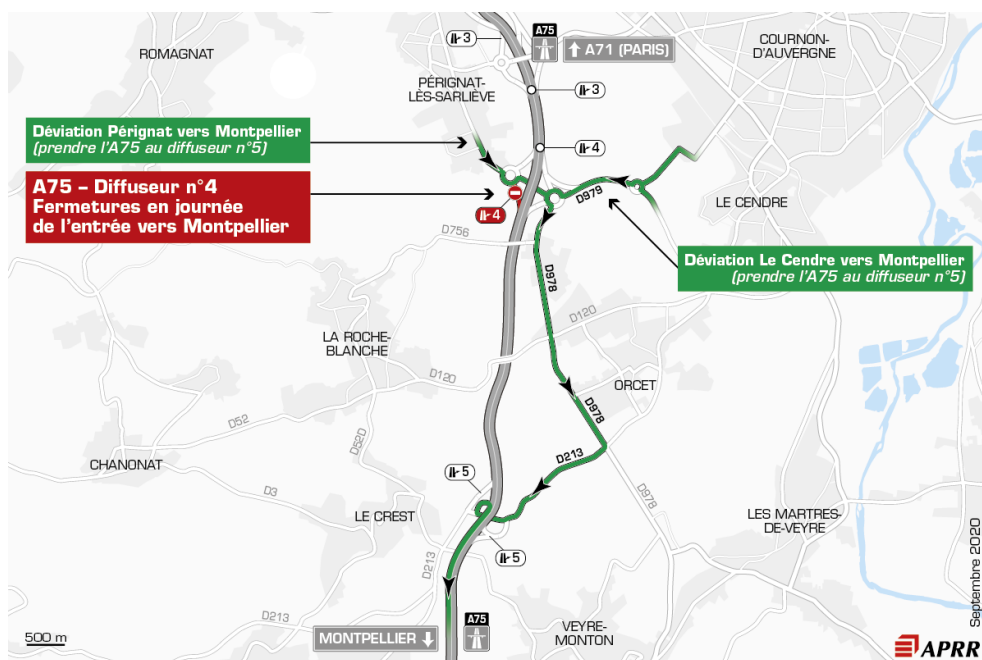 3
A75
A71 (PARIS)
COURNON-
D'AUVERGNE
ROMAGNAT
PÉRIGNAT-
LÈS-SARLIÈVE
3
Déviation Pérignat vers Montpellier
(prendre l'A75 au diffuseur n°5)
4
A75 – Diffuseur n°4
Fermetures en journée
de l'entrée vers Montpellier
4
D979
LE CENDRE
D756
Déviation Le Cendre vers Montpellier
(prendre l'A75 au diffuseur n°5)
D978
D120
LA ROCHE-
BLANCHE
D120
ORCET
D978
D52
D52D
D213
CHANONAT
5
D3
LE CREST
D978
LES MARTRES-
DE-VEYRE
5
D213
D213
A75
MONTPELLIER
VEYRE-
MONTON
500 m
Septembre 2020
APRR